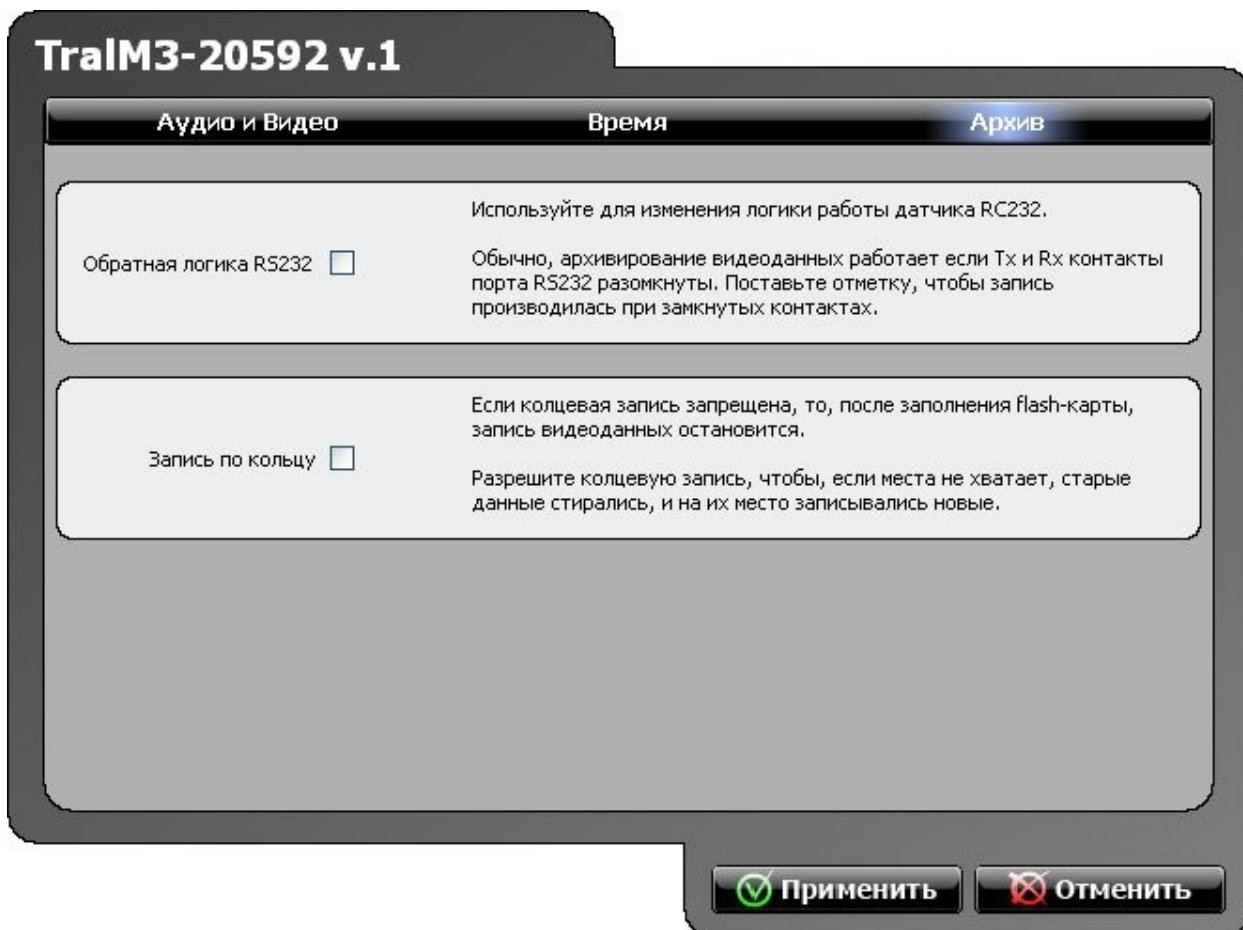 TralM3-20592 v.1
Аудио и Видео Время Архив
Используйте для изменения логики работы датчика RC232.
Обратная логика RS232
Обычно, архивирование видеоданных работает если Tx и Rx контакты
порта RS232 разомкнуты. Поставьте отметку, чтобы запись
производилась при замкнутых контактах.
Если колцевая запись запрещена, то, после заполнения flash-карты,
запись видеоданных остановится.
Запись по кольцу
Разрешите колцевую запись, чтобы, если места не хватает, старые
данные стирались, и на их место записывались новые.
Применить Отменить